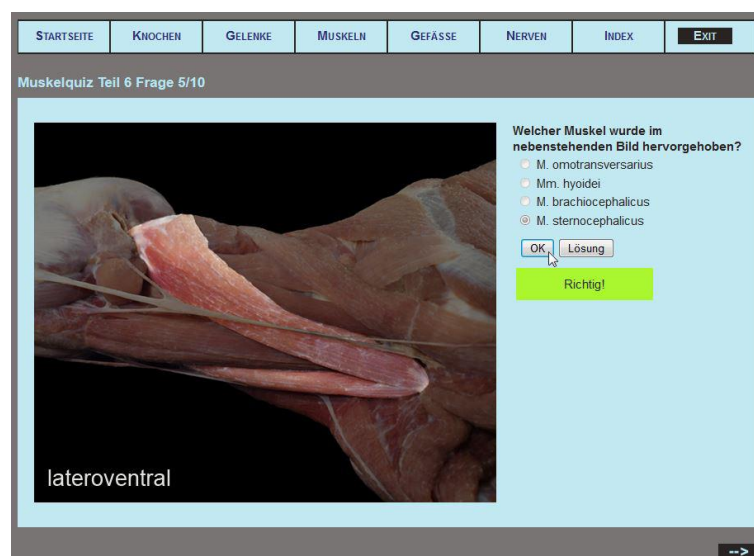 STARTSEITE KNOCHEN GELENKE MUSKELN GEFÄSSE NERVEN INDEX EXIT
Muskelquiz Teil 6 Frage 5/10
Welcher Muskel wurde im
nebenstehenden Bild hervorgehoben?
M. omotransversarius
Mm. hyoidei
M. brachiocephalicus
M. sternocephalicus
OK Lösung
Richtig!
lateroventral
-->